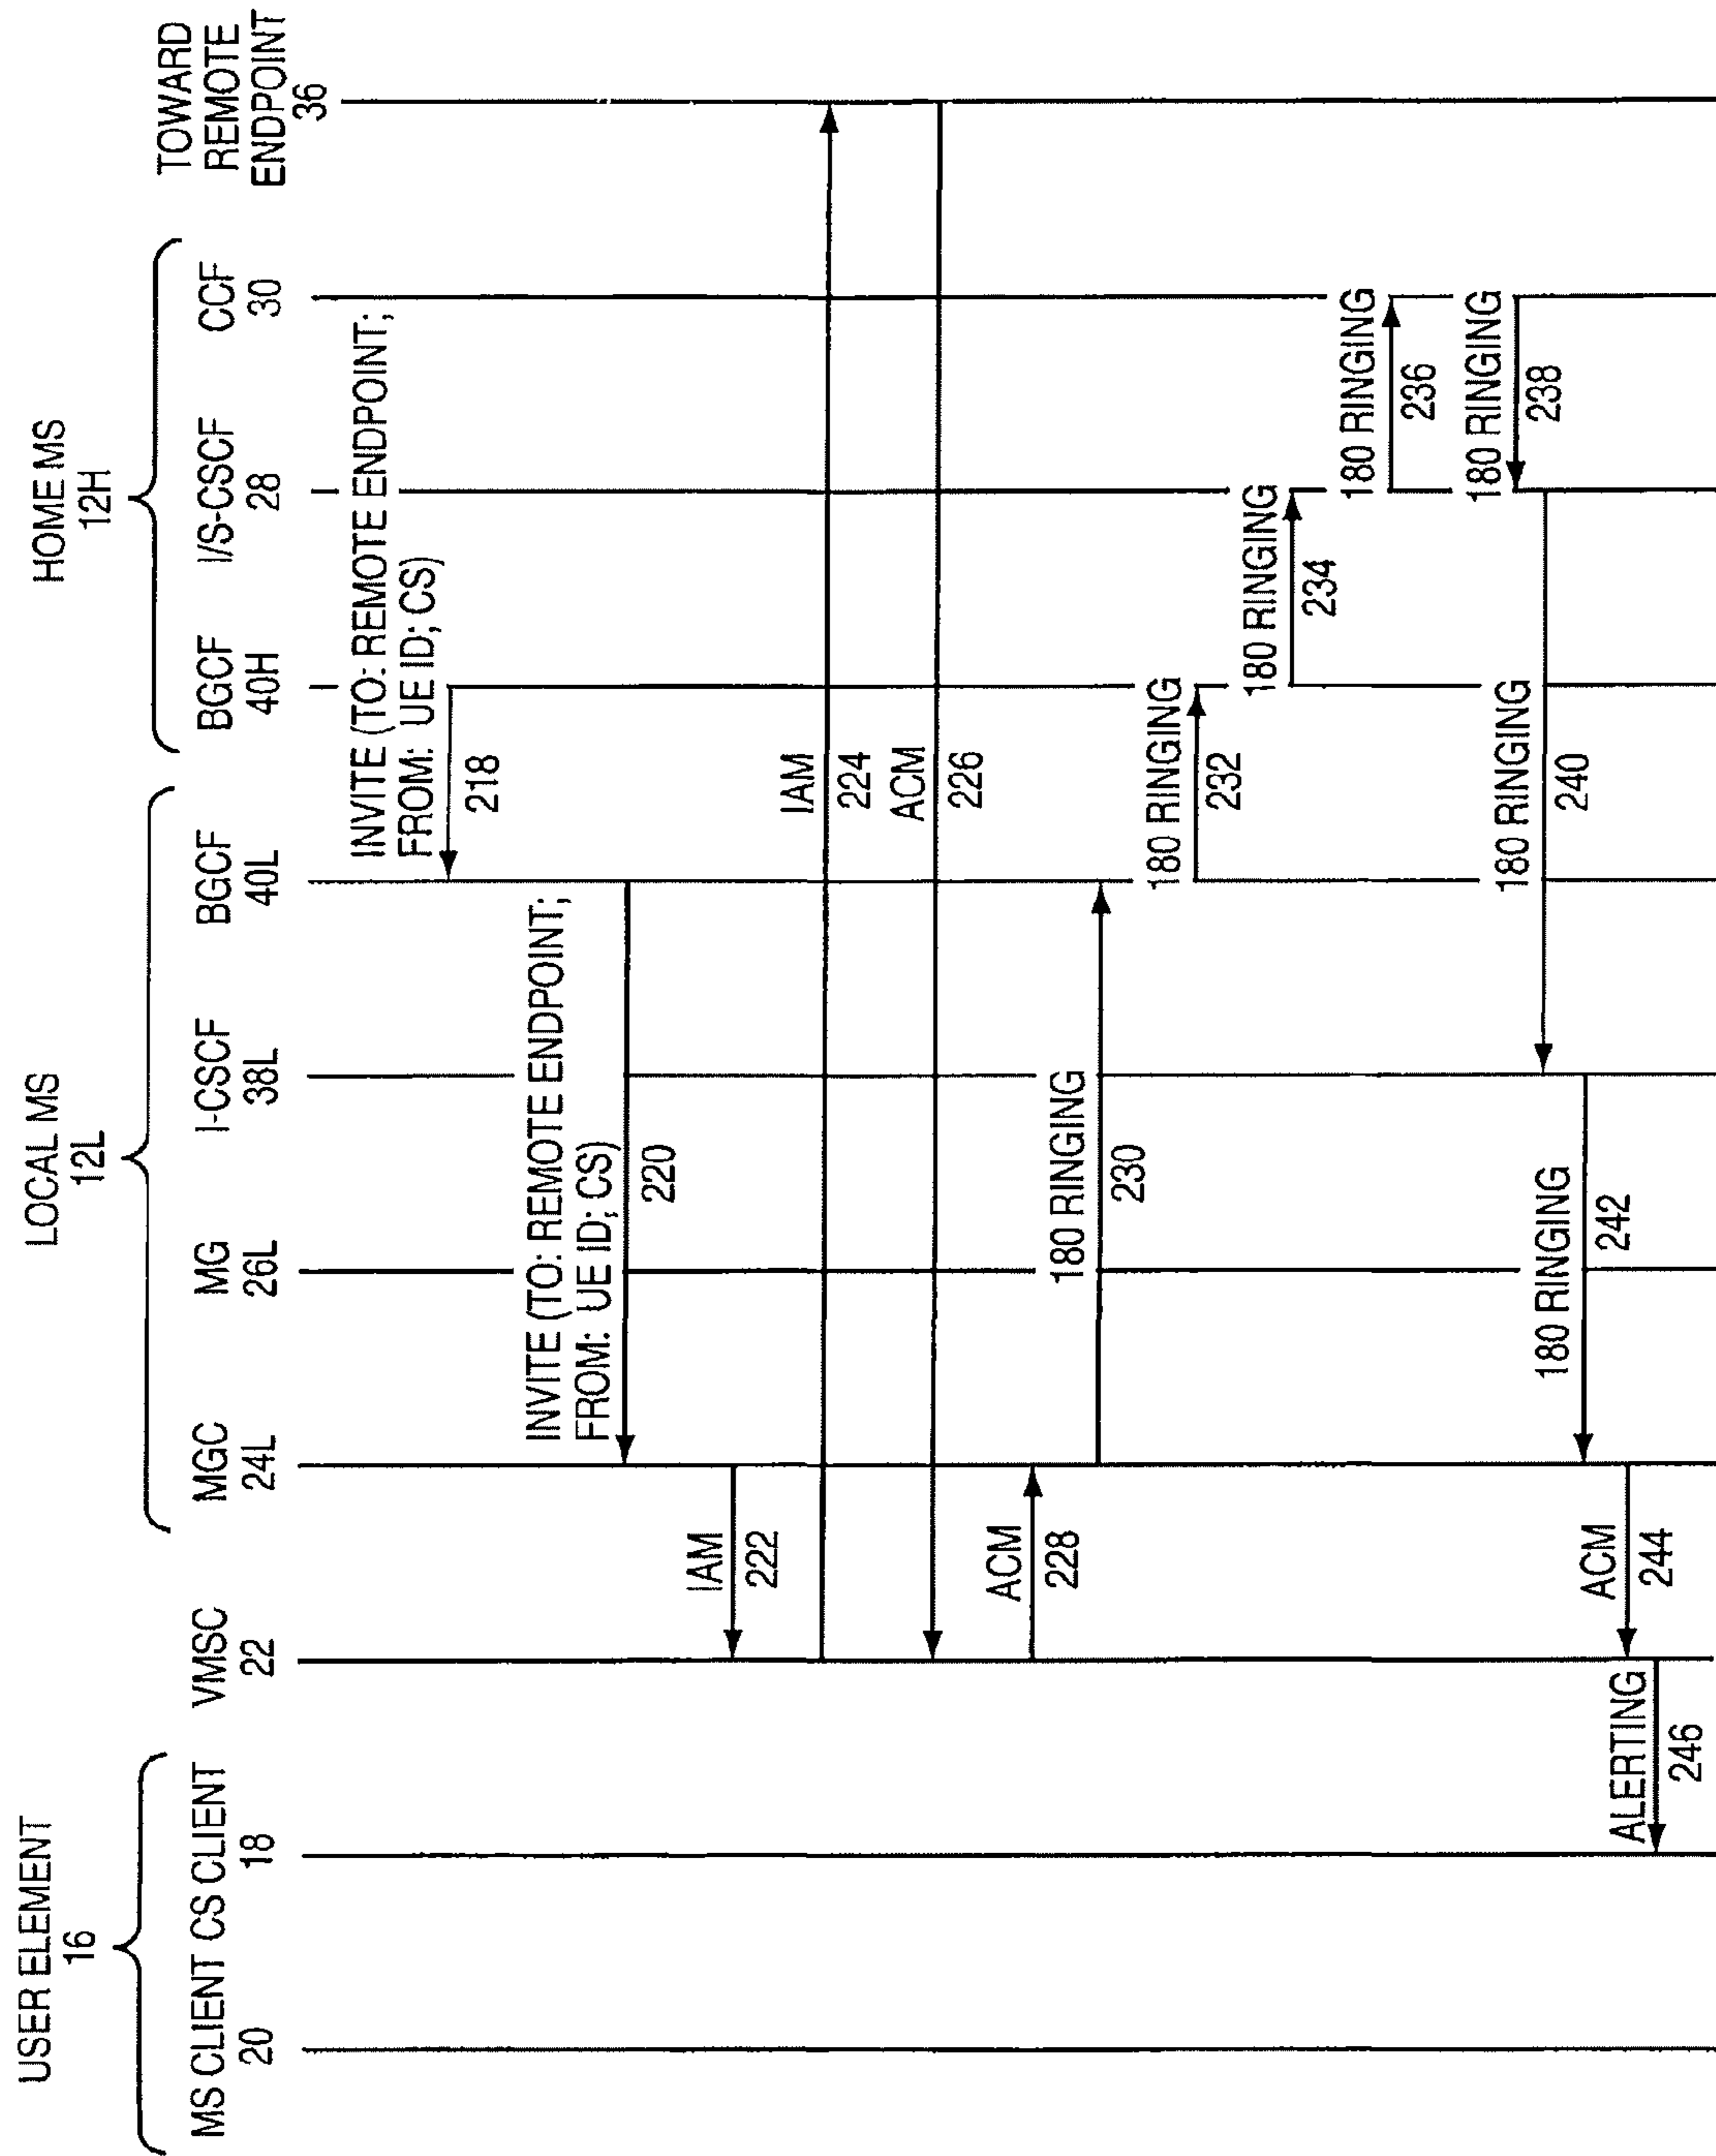 USER ELEMENT
16
LOCAL MS
12L
HOME MS
12H
MS CLIENT
20
CS CLIENT
18
VMSC
22
MGC
24L
MG
26L
I-CSCF
38L
BGCF
40L
BGCF
40H
I/S-CSCF
28
CCF
30
TOWARD
REMOTE
ENDPOINT
36
INVITE (TO: REMOTE ENDPOINT;
FROM: UE ID; CS)
218
INVITE (TO: REMOTE ENDPOINT;
FROM: UE ID; CS)
220
IAM
222
IAM
224
ACM
226
ACM
228
180 RINGING
230
180 RINGING
232
180 RINGING
234
180 RINGING
236
180 RINGING
238
180 RINGING
240
180 RINGING
242
ACM
244
ALERTING
246